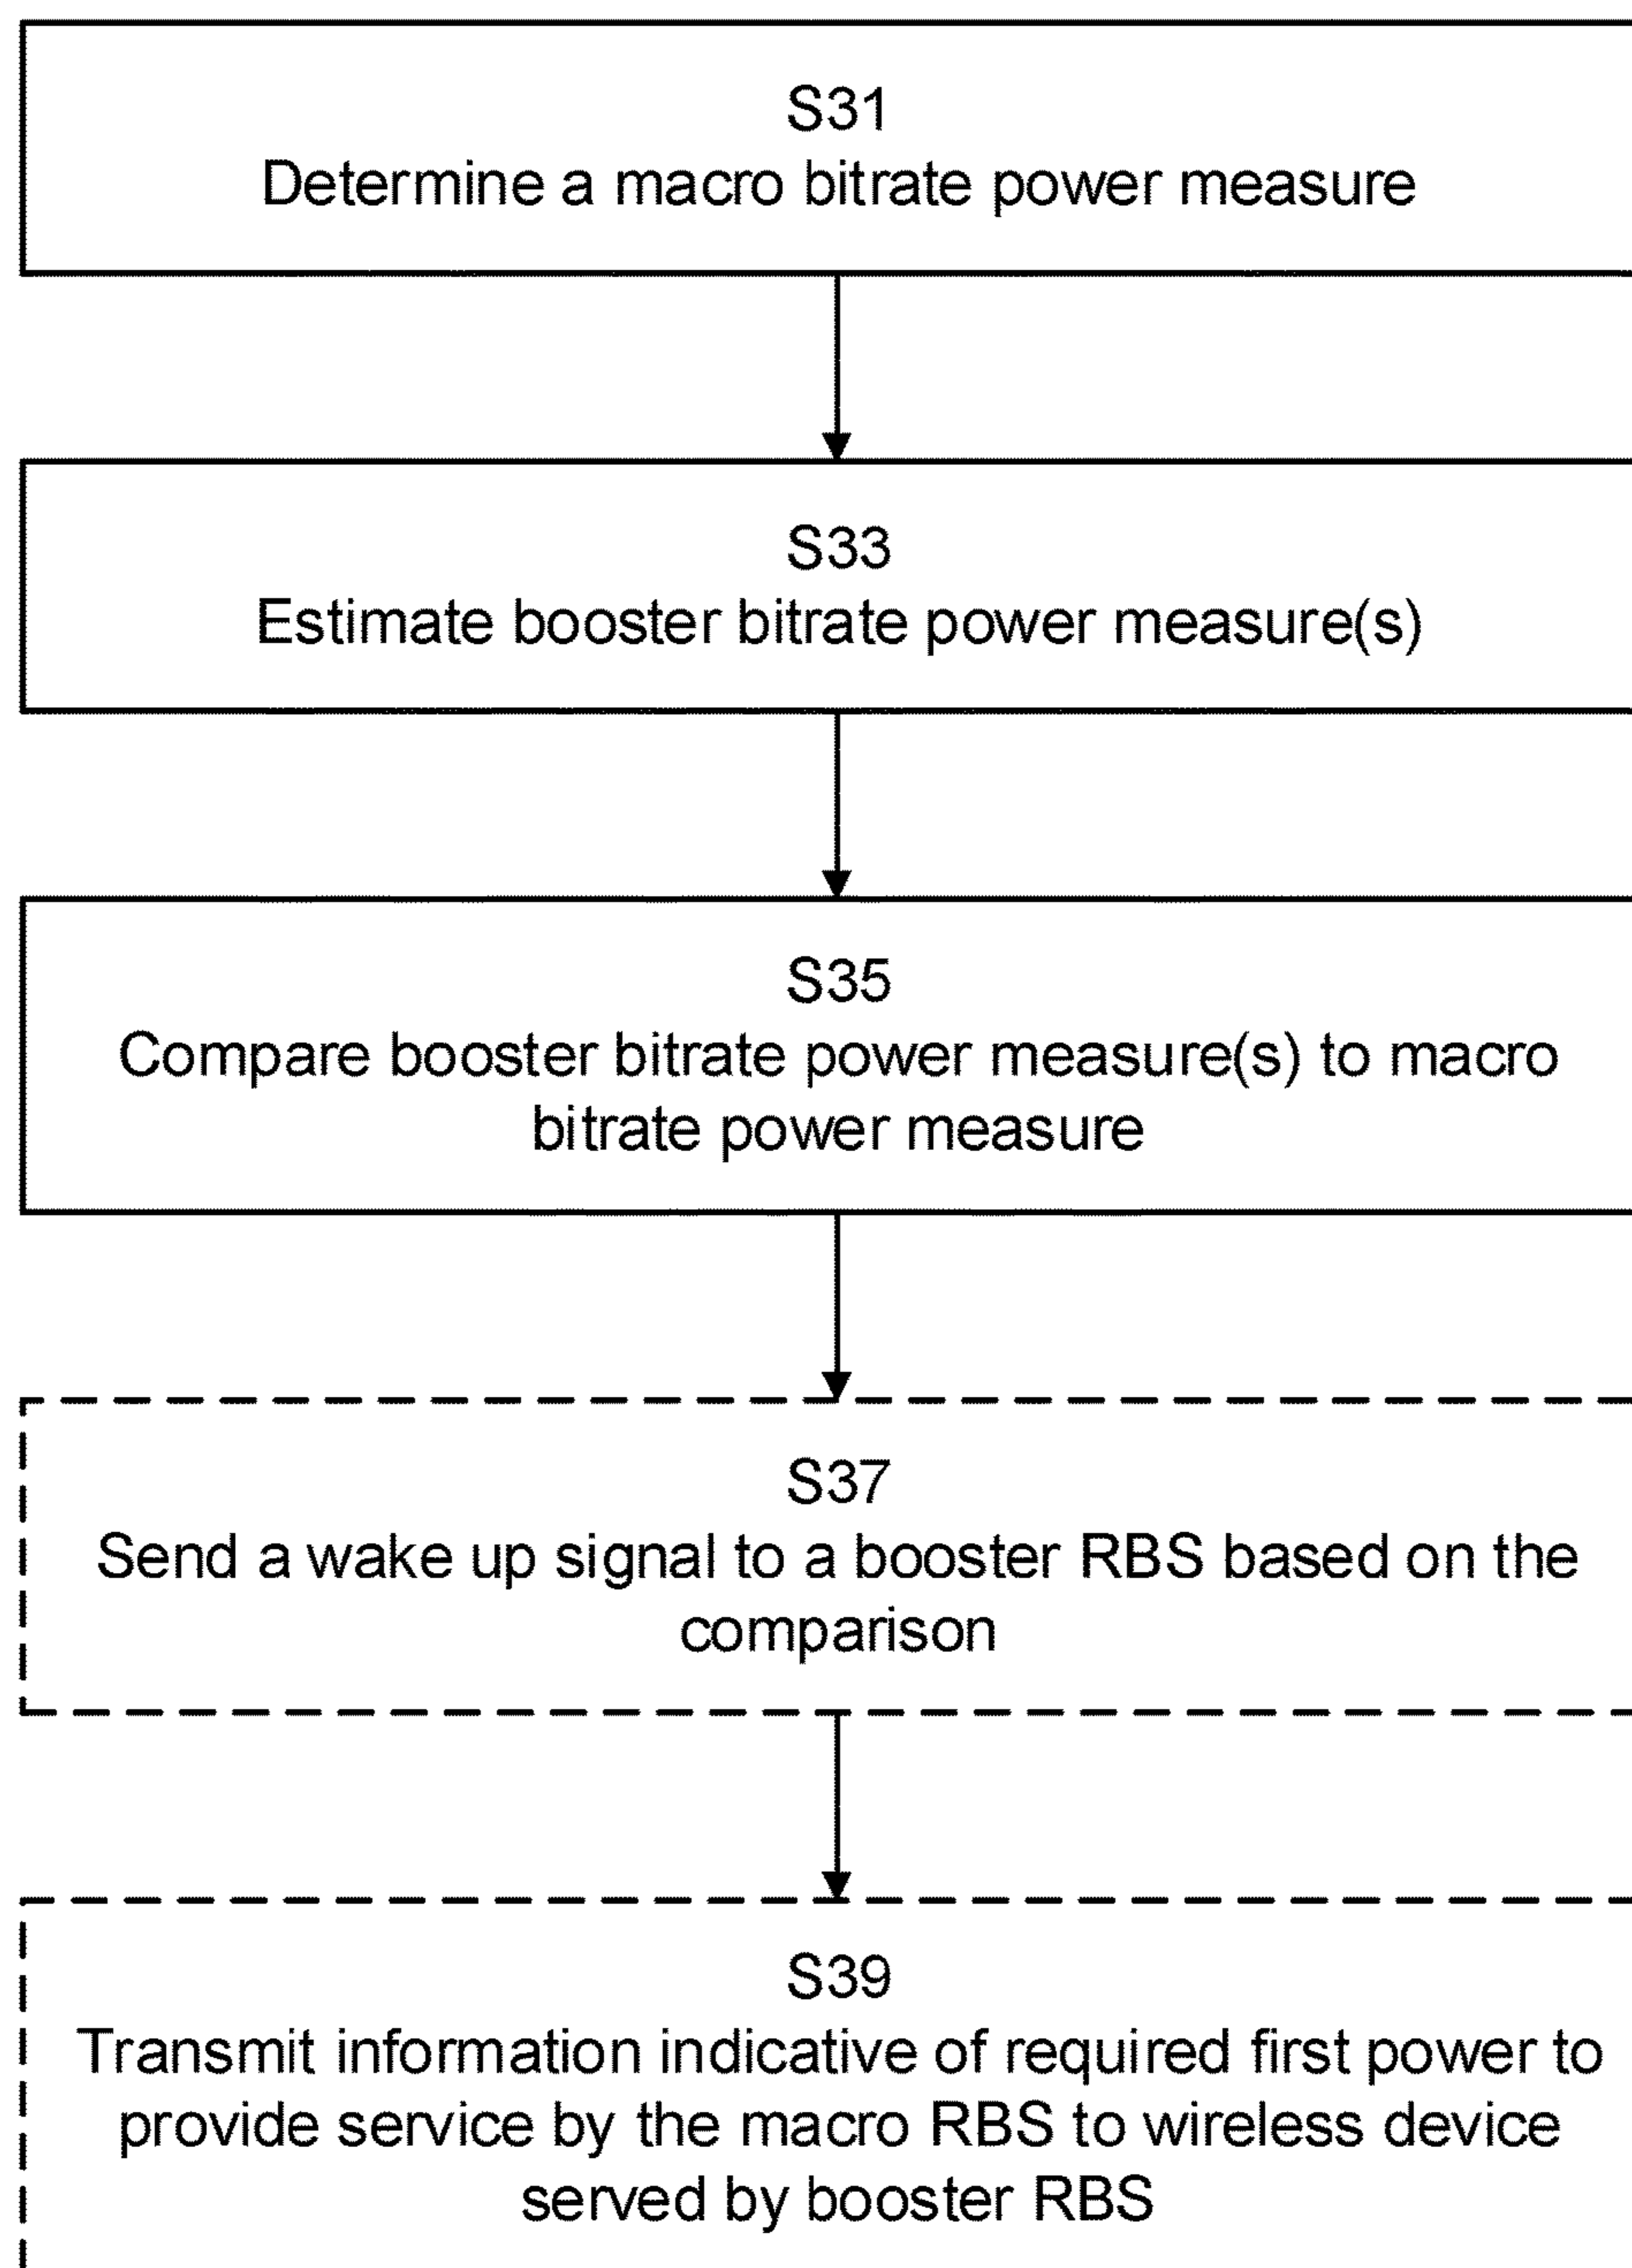 S31
Determine a macro bitrate power measure
S33
Estimate booster bitrate power measure(s)
S35
Compare booster bitrate power measure(s) to macro
bitrate power measure
S37
Send a wake up signal to a booster RBS based on the
comparison
S39
Transmit information indicative of required first power to
provide service by the macro RBS to wireless device
served by booster RBS